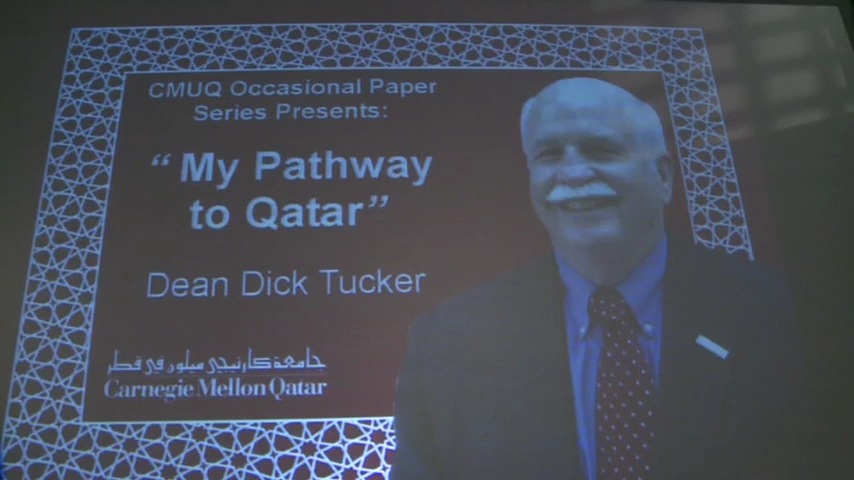 CMUQ Occasional Paper
Series Presents:
“My Pathway
to Qatar”
Dean Dick Tucker
جامعة كارنيجي ميلون في قطر
Carnegie Mellon Qatar